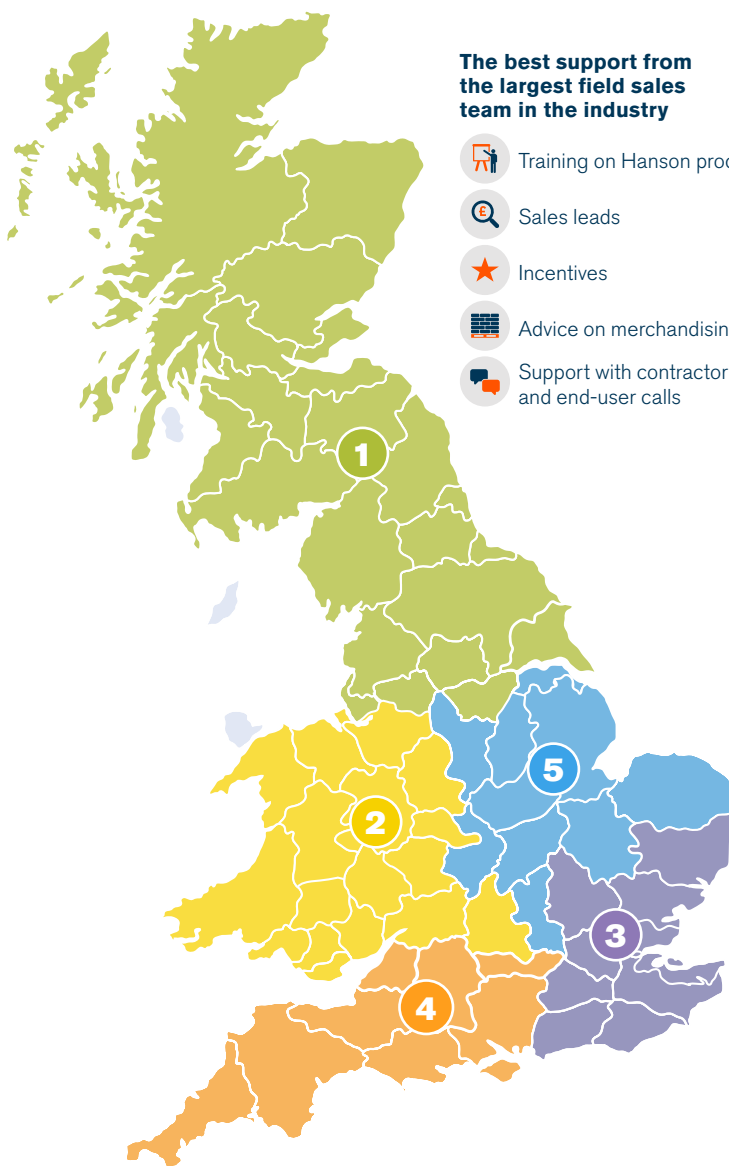 The best support from
the largest field sales
team in the industry
Training on Hanson
£
Sales leads
Incentives
Advice on
Support with contractor
and end-user calls
1
5
2
3
4